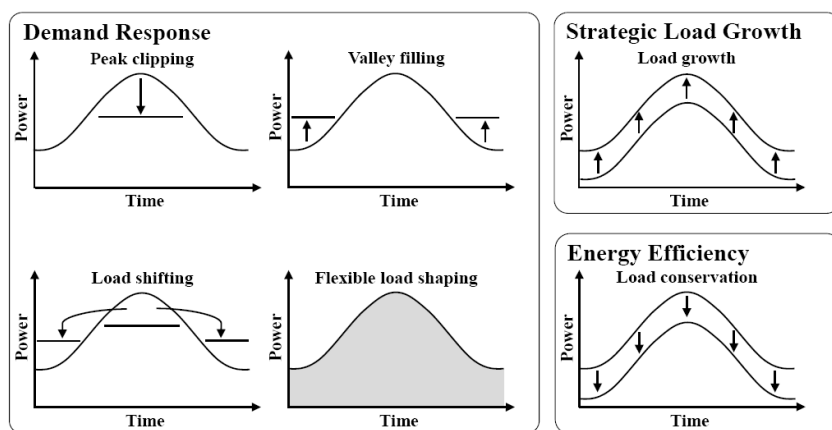 Demand Response
Peak clipping
Power
Time
Valley filling
Power
Time
Load shifting
Power
Time
Flexible load shaping
Power
Time
Strategic Load Growth
Load growth
Power
Time
Energy Efficiency
Load conservation
Power
Time